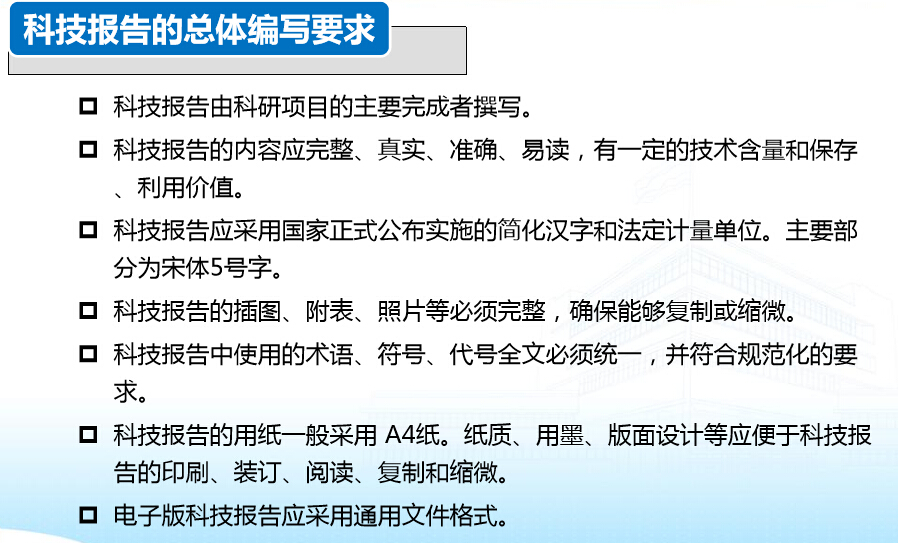 科技报告的总体编写要求
科技报告由科研项目的主要完成者撰写。
科技报告的内容应完整、真实、准确、易读，有一定的技术含量和保存
、利用价值。
科技报告应采用国家正式公布实施的简化汉字和法定计量单位。主要部
分为宋体5号字。
科技报告的插图、附表、照片等必须完整，确保能够复制或缩微。
科技报告中使用的术语、符号、代号全文必须统一，并符合规范化的要
求。
科技报告的用纸一般采用 A4纸。纸质、用墨、版面设计等应便于科技报
告的印刷、装订、阅读、复制和缩微。
电子版科技报告应采用通用文件格式。